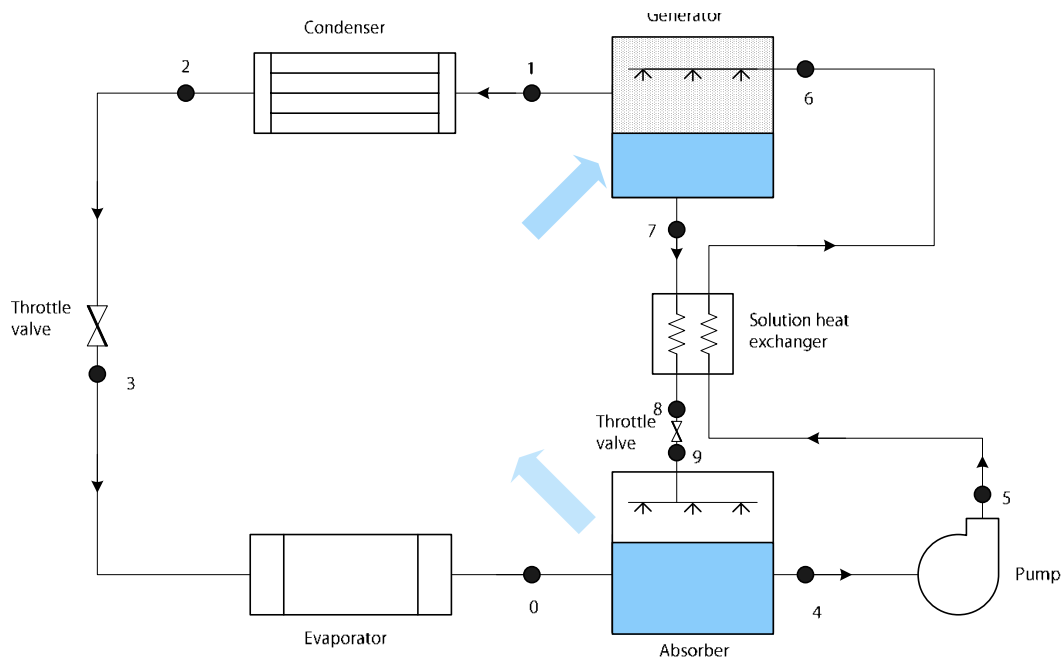 Generator
Condenser
2
1
6
7
Throttle
valve
Solution heat
exchanger
3
8
Throttle
valve
9
5
0
4
Pump
Evaporator
Absorber